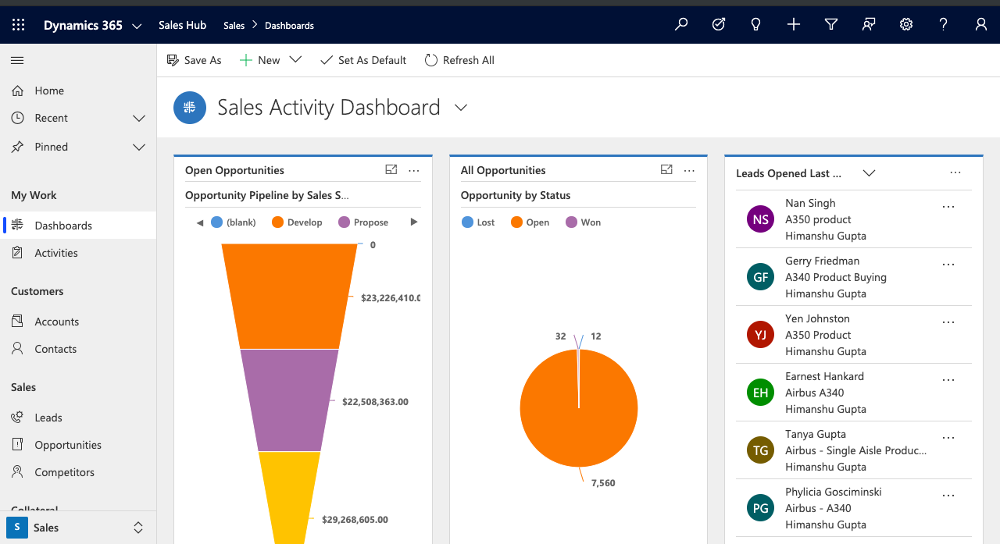 Dynamics 365
Sales Hub
Sales
Dashboards
Save As
New
Set As Default
Refresh All
Home
Recent
Pinned
My Work
Dashboards
Activities
Customers
Accounts
Contacts
Sales
Leads
Opportunities
Competitors
Collateral
S
Sales
Sales Activity Dashboard
Open Opportunities
...
Opportunity Pipeline by Sales S...
(blank)
Develop
Propose
0
$23,226,410.0
$22,508,363.00
$29,268,605.00
All Opportunities
...
Opportunity by Status
Lost
Open
Won
32
12
7,560
Leads Opened Last ...
...
NS
Nan Singh
...
A350 product
Himanshu Gupta
GF
Gerry Friedman
...
A340 Product Buying
Himanshu Gupta
YJ
Yen Johnston
...
A350 Product
Himanshu Gupta
EH
Earnest Hankard
...
Airbus A340
Himanshu Gupta
TG
Tanya Gupta
...
Airbus - Single Aisle Produc...
Himanshu Gupta
PG
Phylicia Gosciminski
...
Airbus - A340
Himanshu Gupta